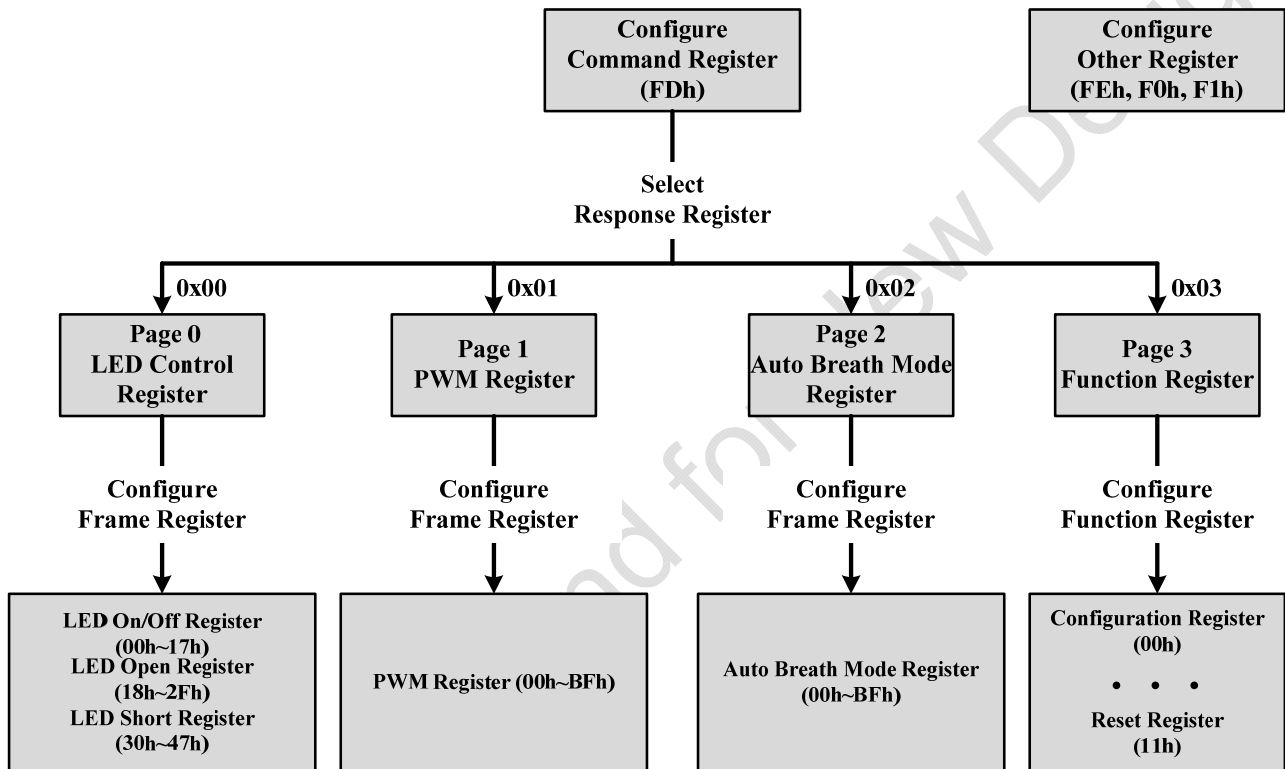 Configure
Command Register
(FDh)
Configure
Other Register
(FEh, F0h, F1h)
Select
Response Register
0x00
0x01
0x02
0x03
Page 0
LED Control
Register
Page 1
PWM Register
Page 2
Auto Breath Mode
Register
Page 3
Function Register
Configure
Frame Register
Configure
Frame Register
Configure
Frame Register
Configure
Function Register
LED On/Off Register
(00h~17h)
LED Open Register
(18h~2Fh)
LED Short Register
(30h~47h)
PWM Register (00h~BFh)
Auto Breath Mode Register
(00h~BFh)
Configuration Register
(00h)
• • •
Reset Register
(11h)